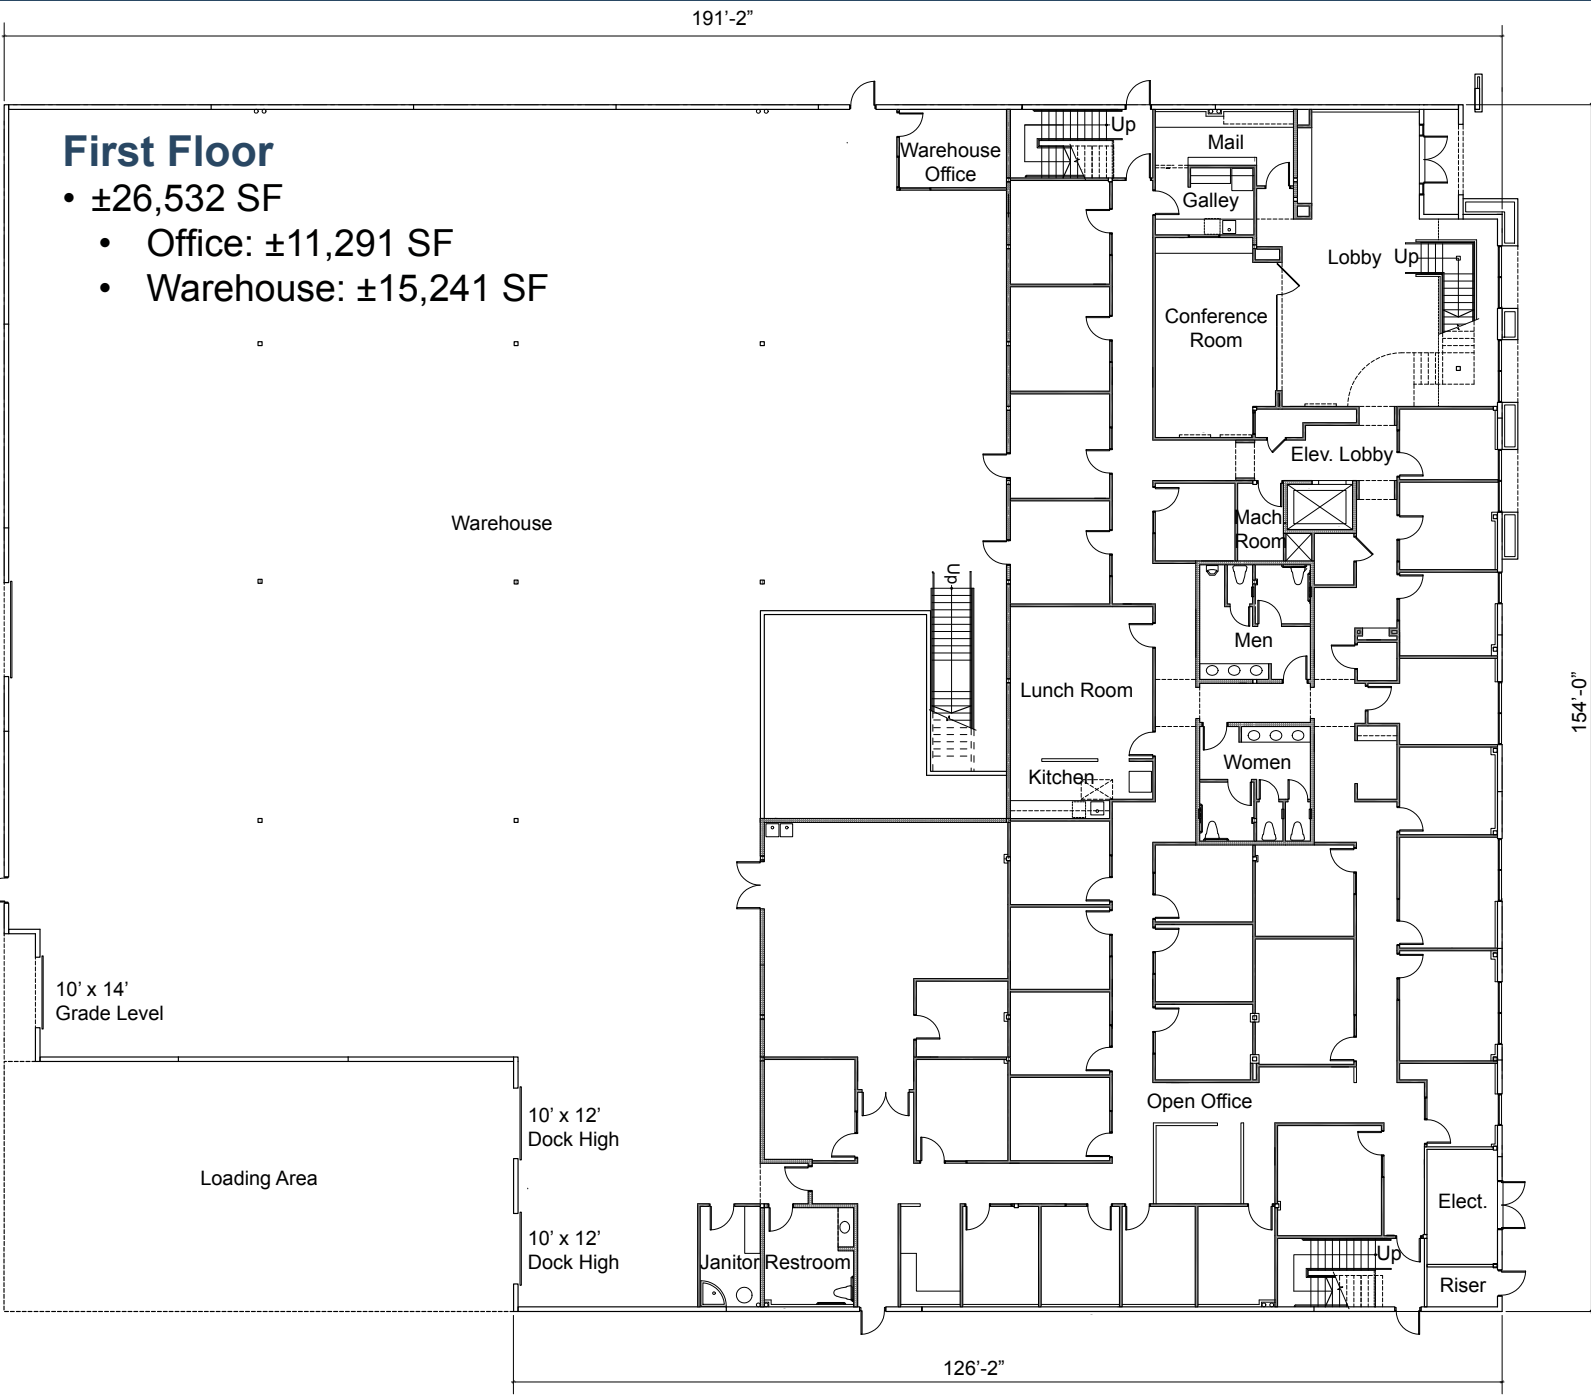 191’-2”
First Floor
• ±26,532 SF
• Office: ±11,291 SF
• Warehouse: ±15,241 SF
Warehouse
Office
Up
Mail
Galley
Lobby
Up
Conference
Room
Elev. Lobby
Mach
Room
Warehouse
Up
Men
Lunch Room
Kitchen
Women
154’-0”
10’ x 14’
Grade Level
Open Office
10’ x 12’
Dock High
Loading Area
Elect.
10’ x 12’
Dock High
Janitor
Restroom
Up
Riser
126’-2”